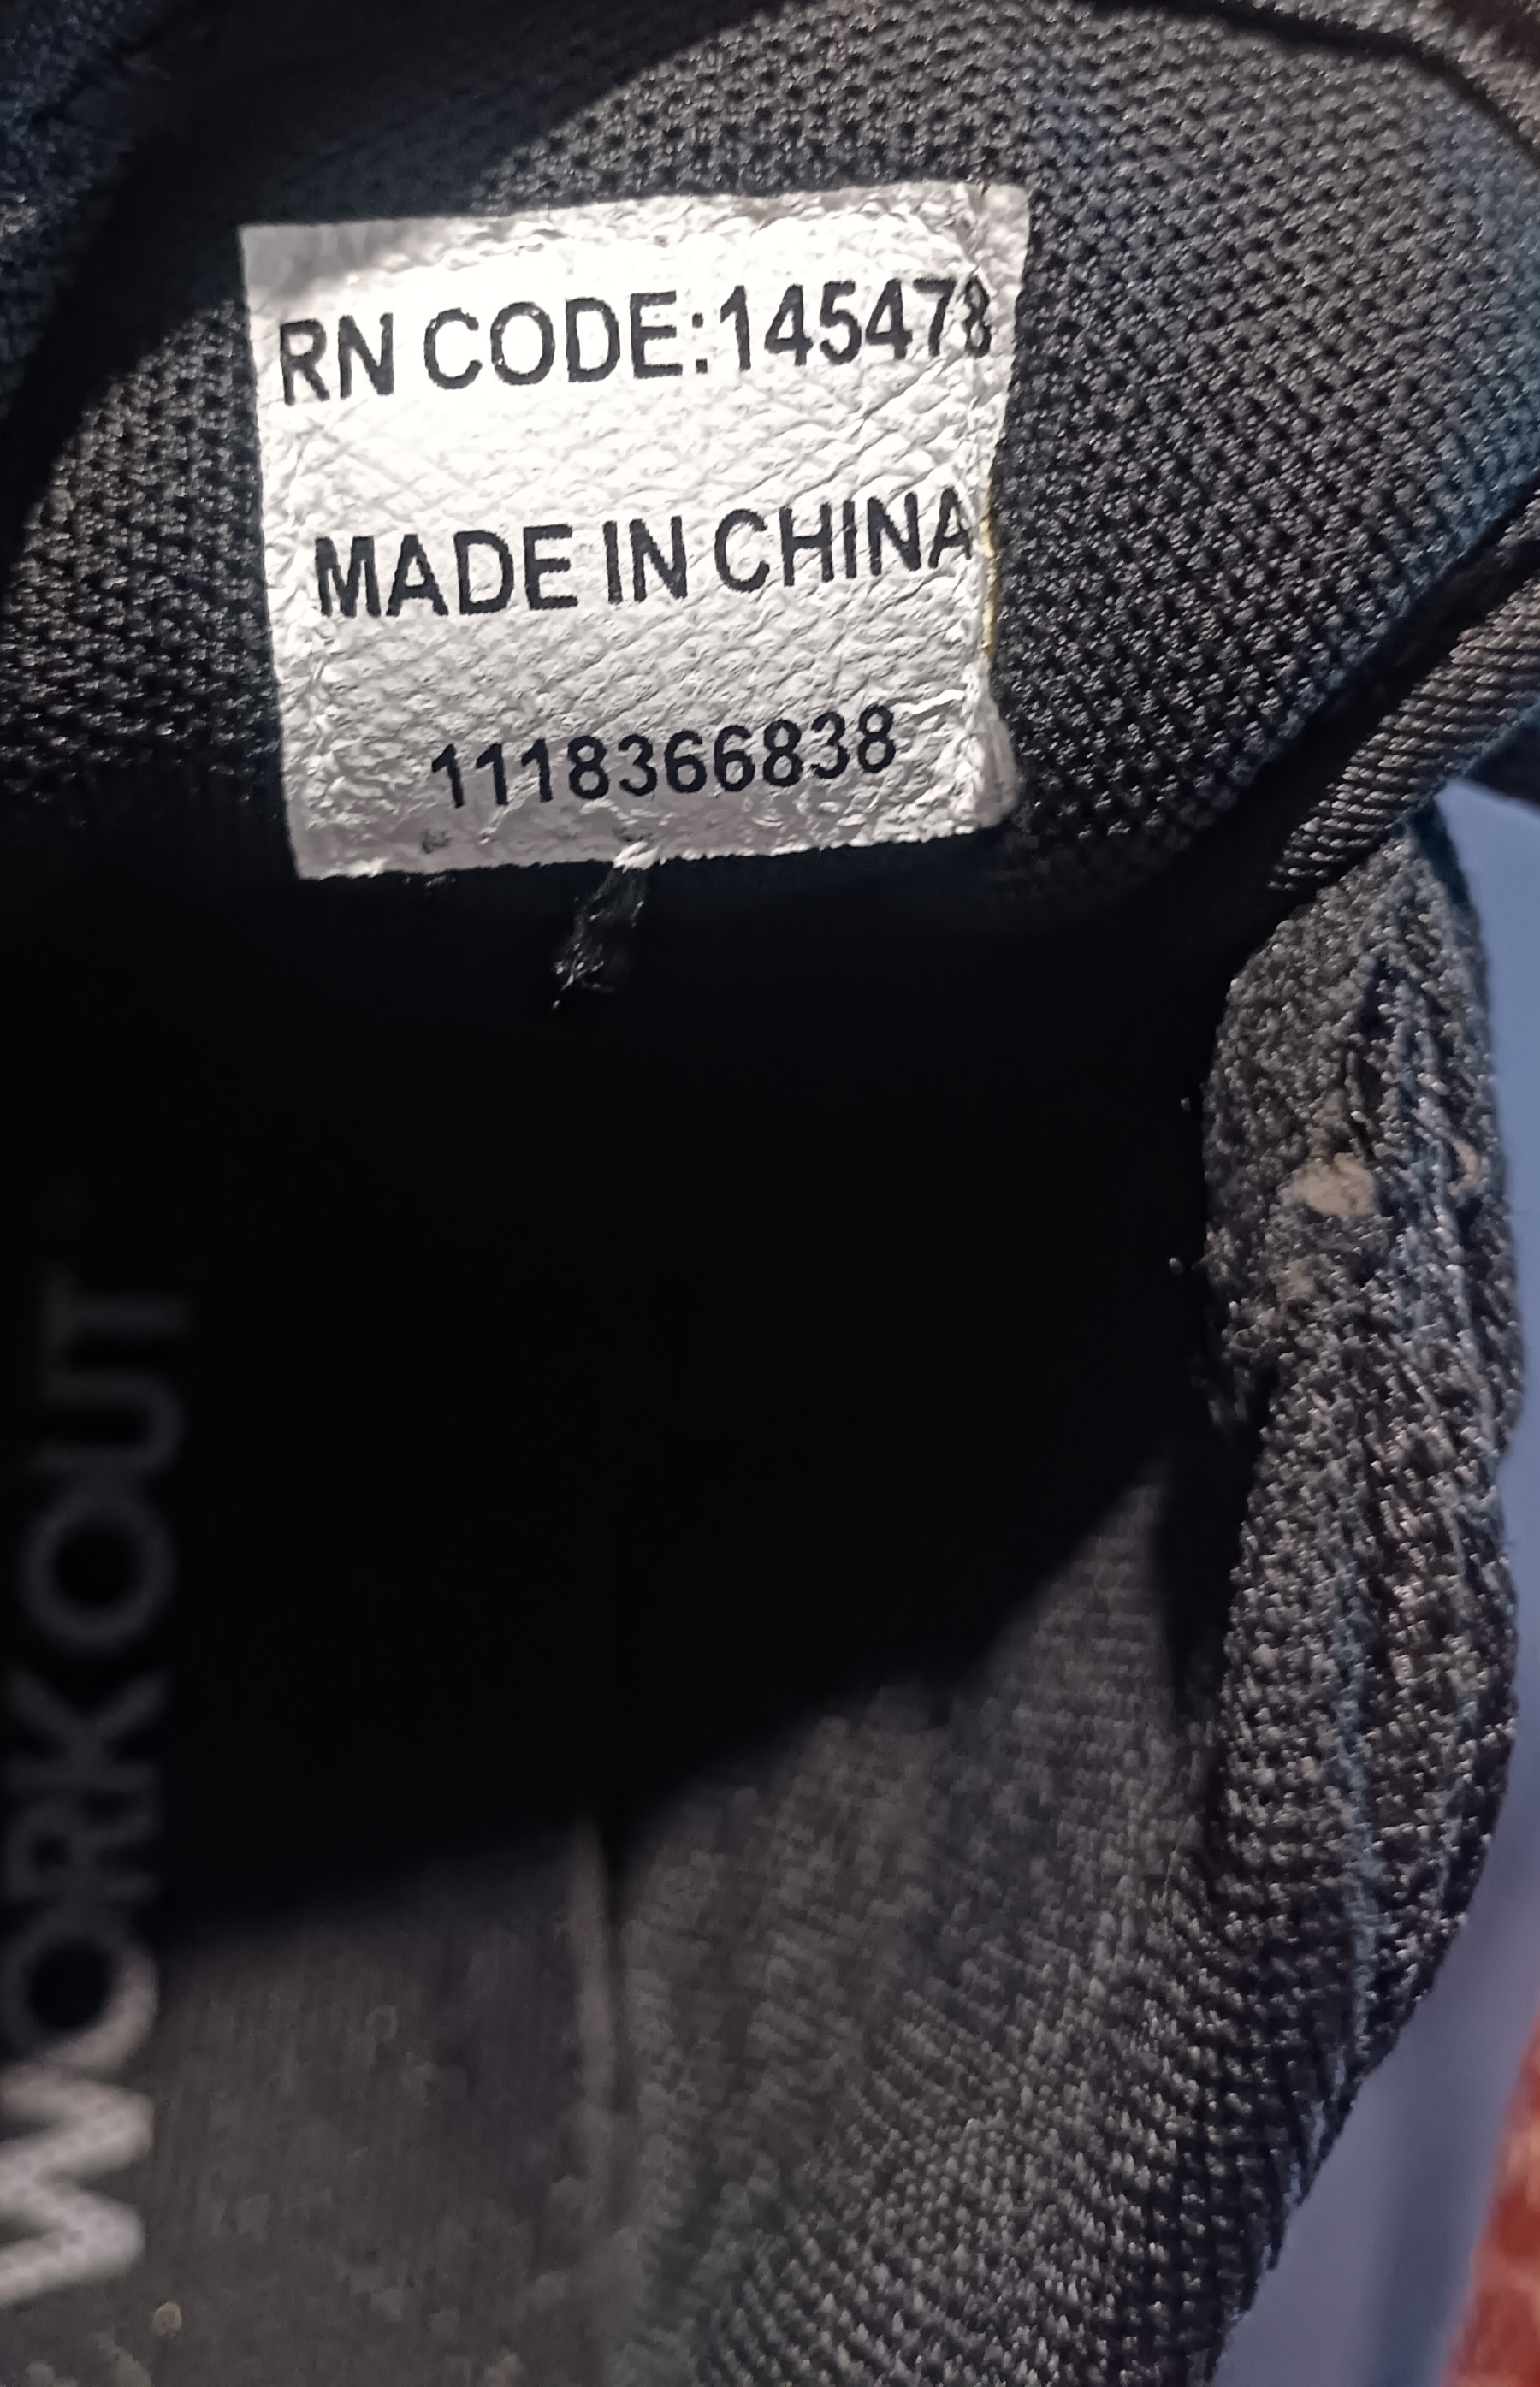 RN CODE:145478
MADE IN CHINA
1118366838
WORKOUT